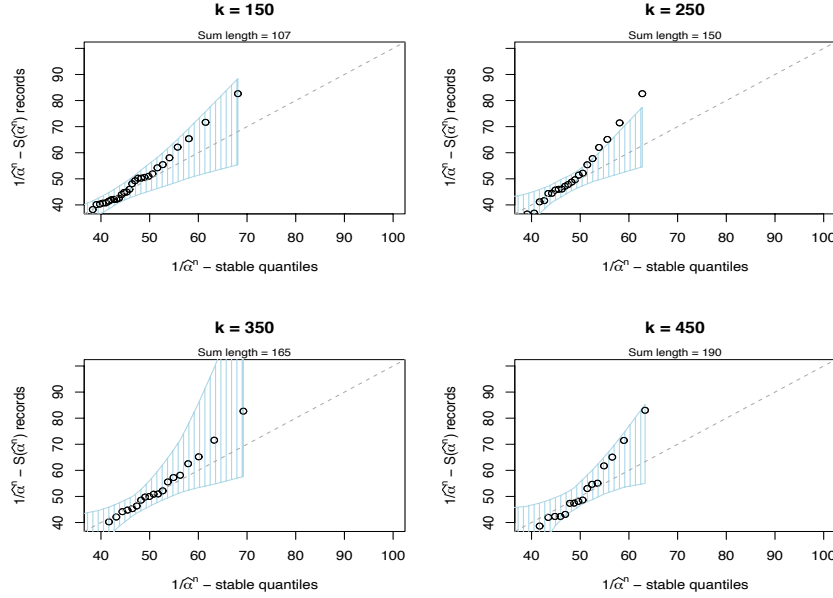 k = 150
Sum length = 107
1/α̂ⁿ − S(α̂ⁿ) records
40 50 60 70 80 90
40 50 60 70 80 90 100
1/α̂ⁿ − stable quantiles
k = 250
Sum length = 150
1/α̂ⁿ − S(α̂ⁿ) records
40 50 60 70 80 90
40 50 60 70 80 90 100
1/α̂ⁿ − stable quantiles
k = 350
Sum length = 165
1/α̂ⁿ − S(α̂ⁿ) records
40 50 60 70 80 90
40 50 60 70 80 90 100
1/α̂ⁿ − stable quantiles
k = 450
Sum length = 190
1/α̂ⁿ − S(α̂ⁿ) records
40 50 60 70 80 90
40 50 60 70 80 90 100
1/α̂ⁿ − stable quantiles